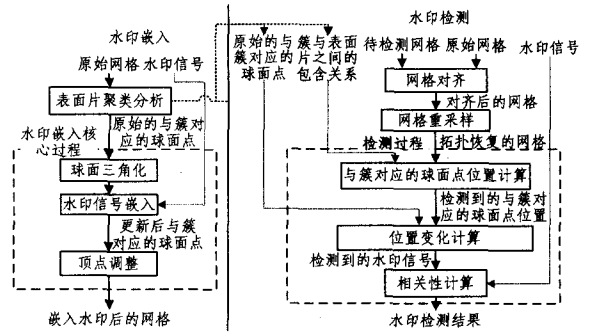 水印嵌入
原始网格 水印信号
表面片聚类分析
原始的与簇对
应的球面点
水印嵌入核
心过程
球面三角化
水印信号嵌入
更新后与簇
对应的球面点
顶点调整
嵌入水印后的网格
水印检测
原始的与
簇对应的
球面点
簇与表面
片之间的
包含关系
待检测网格
原始网格
水印信号
网格对齐
对齐后的网格
网格重采样
检测过程
拓扑恢复的网格
与簇对应的球面点位置计算
检测到的与簇对
应的球面点位置
位置变化计算
检测到的水印信号
相关性计算
水印检测结果